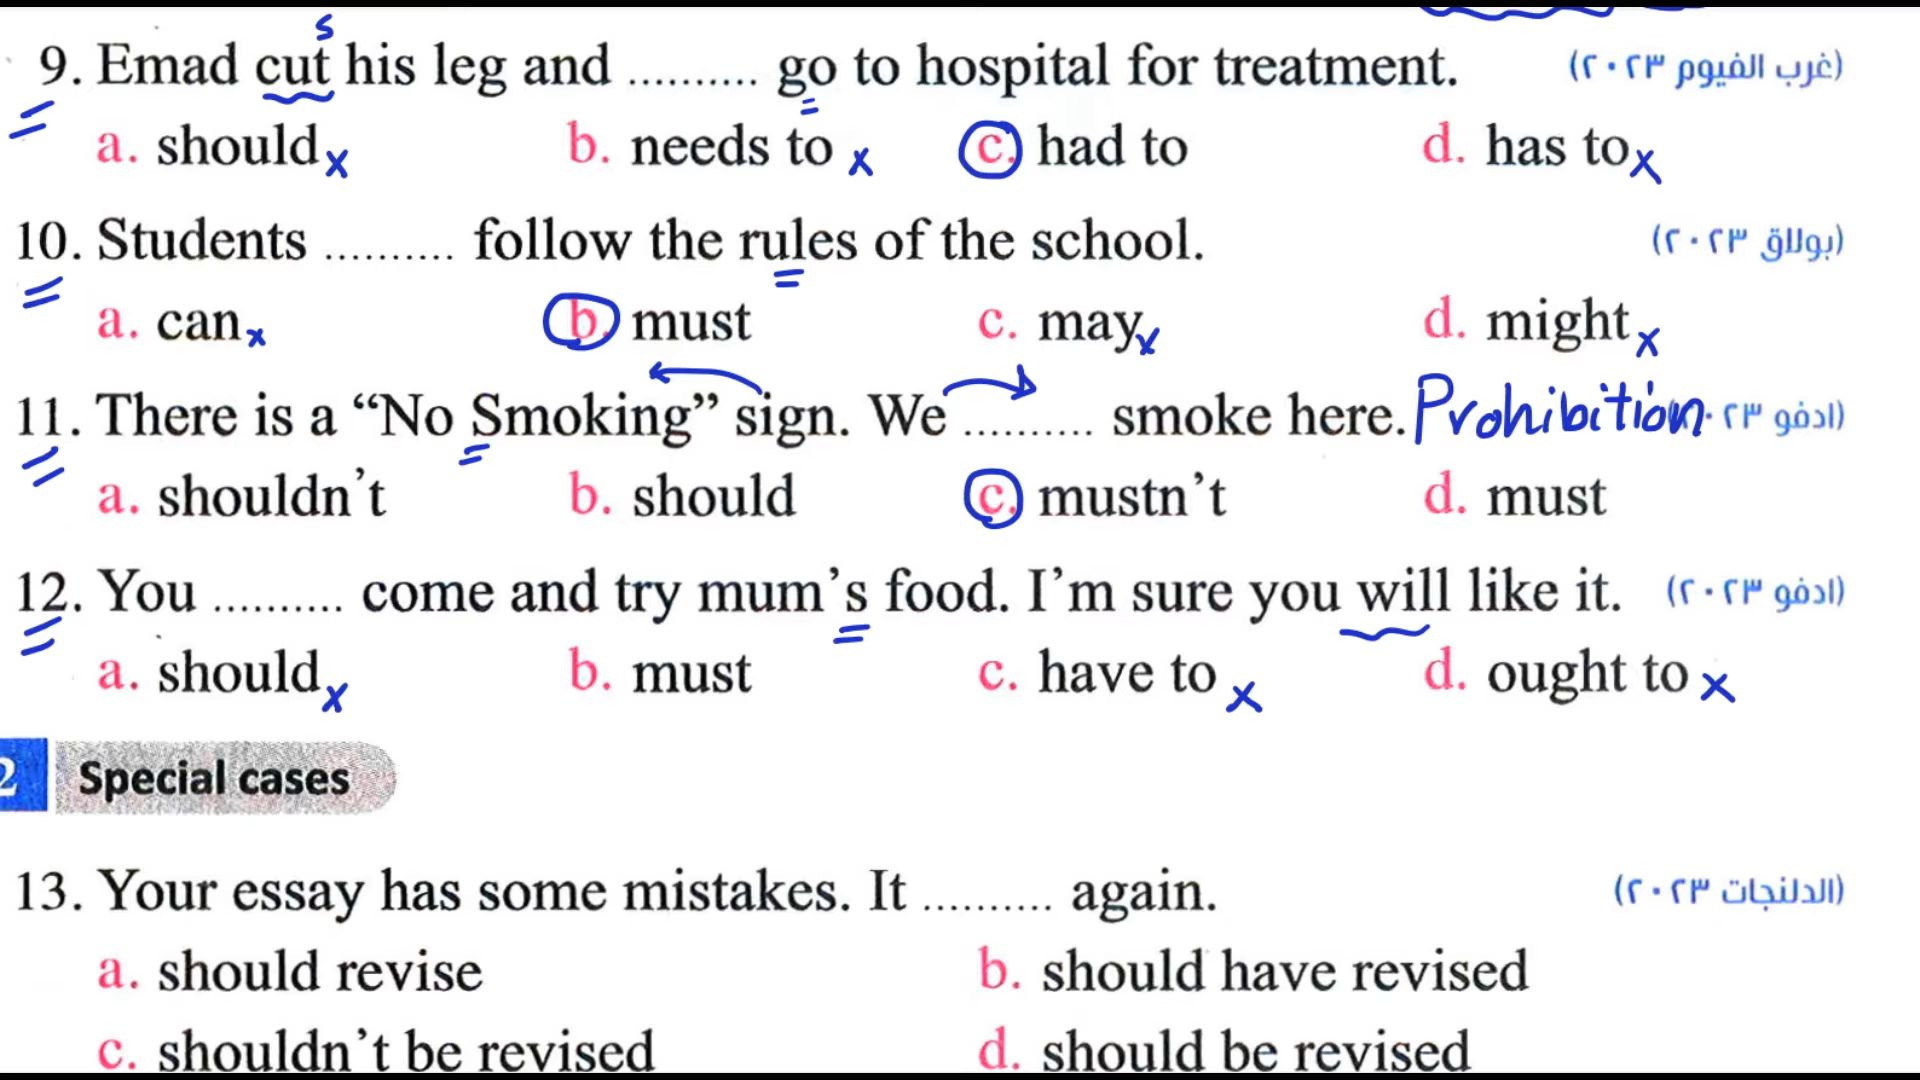 s
9. Emad cut his leg and .......... go to hospital for treatment. (غرب الفيوم ٢٠٢٣)
a. should x b. needs to x c. had to d. has to x
10. Students .......... follow the rules of the school. (بولاق ٢٠٢٣)
a. can x b. must c. may x d. might x
11. There is a “No Smoking” sign. We .......... smoke here. Prohibition (ادفو ٢٠٢٣)
a. shouldn’t b. should c. mustn’t d. must
12. You .......... come and try mum’s food. I’m sure you will like it. (ادفو ٢٠٢٣)
a. should x b. must c. have to x d. ought to x
2 Special cases
13. Your essay has some mistakes. It .......... again. (الدلنجات ٢٠٢٣)
a. should revise b. should have revised
c. shouldn’t be revised d. should be revised